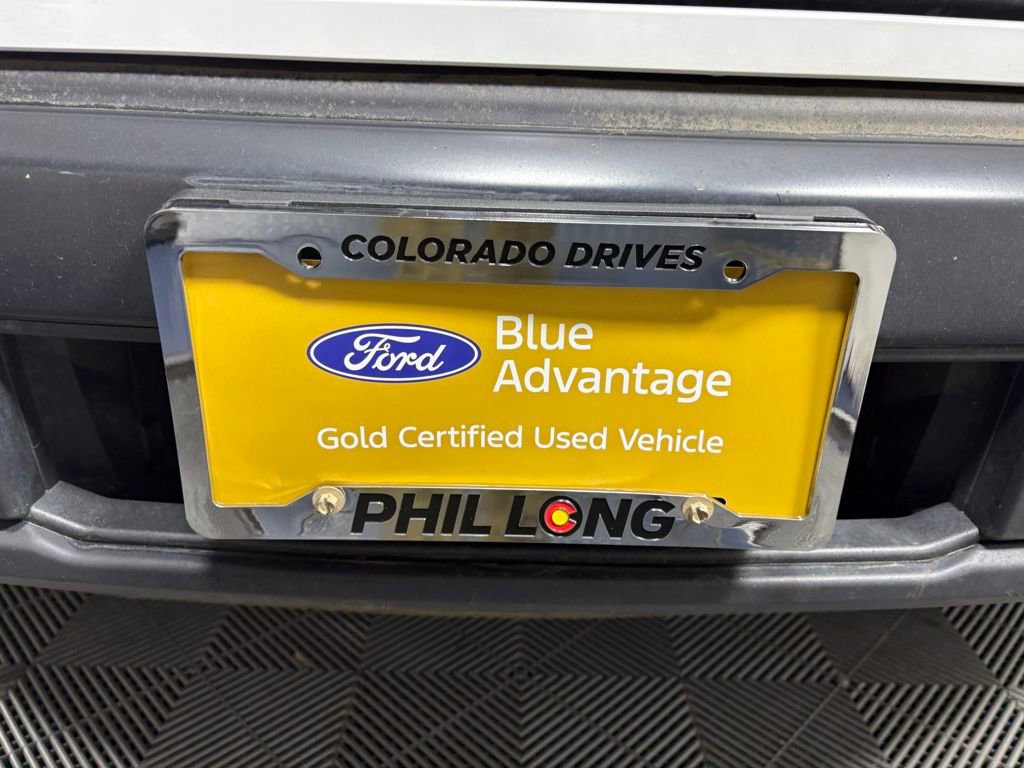 COLORADO DRIVES
Ford
Blue
Advantage
Gold Certified Used Vehicle
PHIL LONG